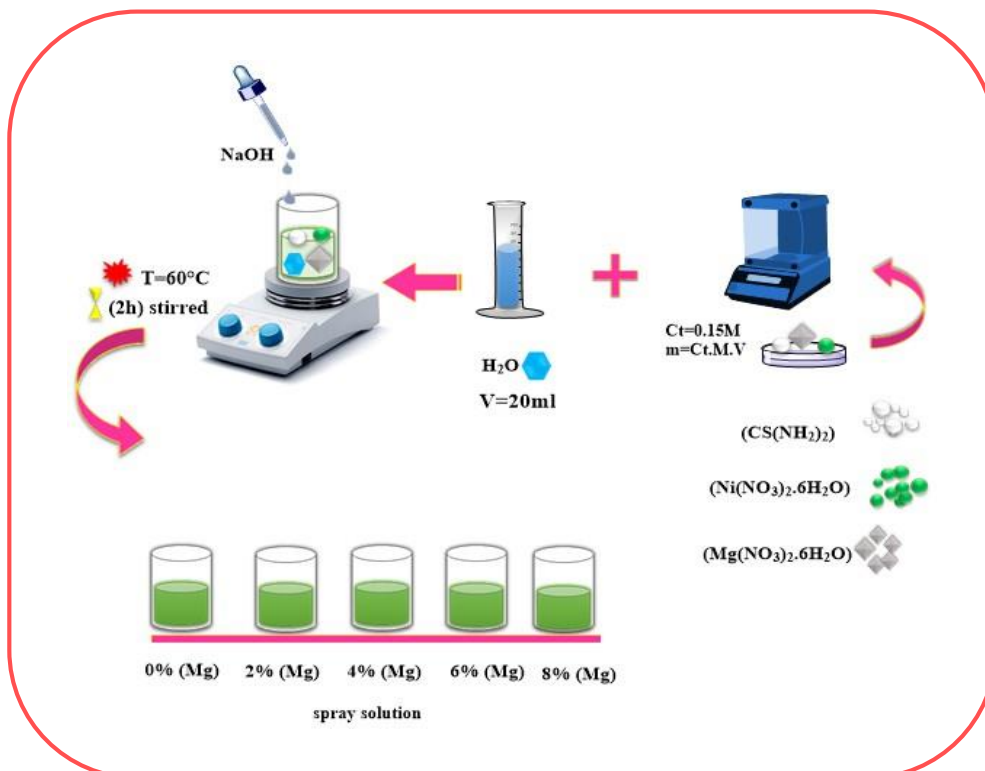 NaOH
T=60°C
(2h) stirred
H₂O
V=20ml
Ct=0.15M
m=Ct.M.V
(CS(NH₂)₂)
(Ni(NO₃)₂.6H₂O)
(Mg(NO₃)₂.6H₂O)
0% (Mg) 2% (Mg) 4% (Mg) 6% (Mg) 8% (Mg)
spray solution